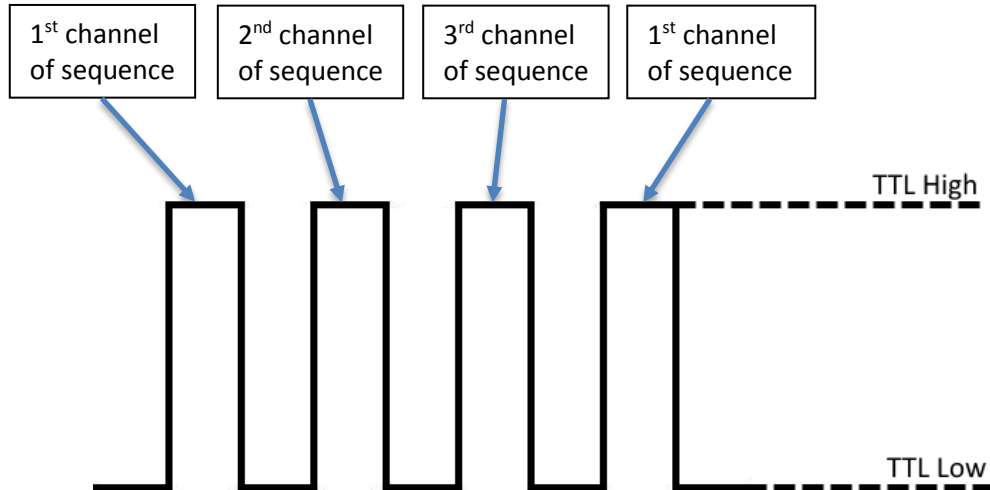 1st channel
of sequence
2nd channel
of sequence
3rd channel
of sequence
1st channel
of sequence
TTL High
TTL Low